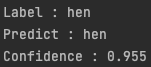 Label : hen
Predict : hen
Confidence : 0.955